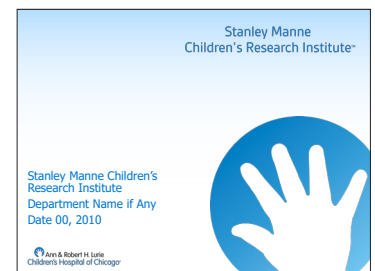 Stanley Manne
Children's Research Institute℠
Stanley Manne Children's
Research Institute
Department Name if Any
Date 00, 2010
Ann & Robert H. Lurie
Children's Hospital of Chicago®